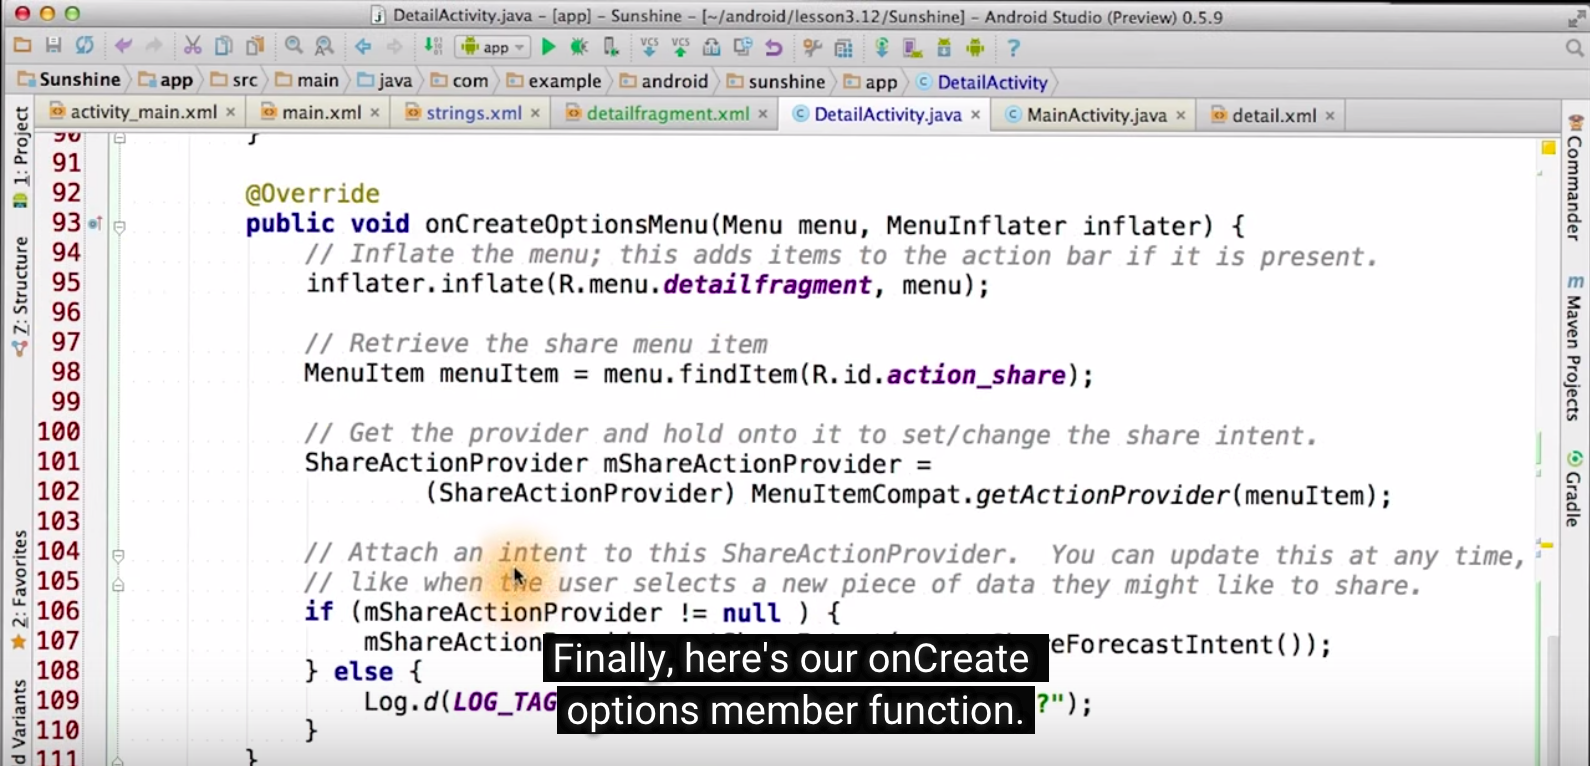 DetailActivity.java - [app] - Sunshine - [~/android/lesson3.12/Sunshine] - Android Studio (Preview) 0.5.9
app
VCS VCS
?
Sunshine app src main java com example android sunshine app DetailActivity
activity_main.xml × main.xml × strings.xml × detailfragment.xml × DetailActivity.java × MainActivity.java × detail.xml ×
1: Project
7: Structure
2: Favorites
d Variants
90 }
91
92 @Override
93 public void onCreateOptionsMenu(Menu menu, MenuInflater inflater) {
94 // Inflate the menu; this adds items to the action bar if it is present.
95 inflater.inflate(R.menu.detailfragment, menu);
96
97 // Retrieve the share menu item
98 MenuItem menuItem = menu.findItem(R.id.action_share);
99
100 // Get the provider and hold onto it to set/change the share intent.
101 ShareActionProvider mShareActionProvider =
102 (ShareActionProvider) MenuItemCompat.getActionProvider(menuItem);
103
104 // Attach an intent to this ShareActionProvider.  You can update this at any time,
105 // like when the user selects a new piece of data they might like to share.
106 if (mShareActionProvider != null ) {
107 mShareAction eForecastIntent());
108 } else {
109 Log.d(LOG_TAG ?");
110 }
111 }
Finally, here's our onCreate
options member function.
Commander
m Maven Projects
Gradle